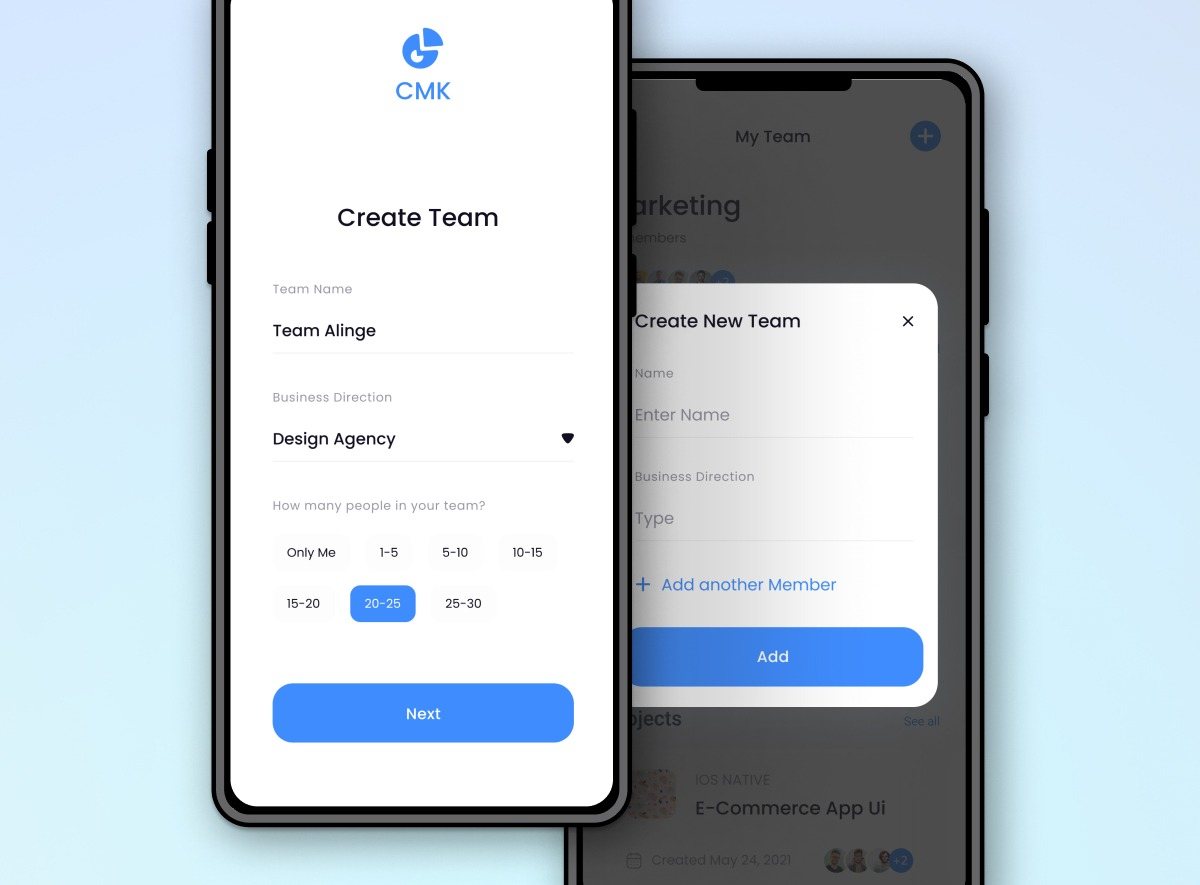 CMK
Create Team
Team Name
Team Alinge
Business Direction
Design Agency
How many people in your team?
Only Me
1-5
5-10
10-15
15-20
20-25
25-30
Next
My Team
arketing
embers
+2
Create New Team
Name
Enter Name
Business Direction
Type
Add another Member
Add
ojects
See all
IOS NATIVE
E-Commerce App Ui
Created May 24, 2021
+2